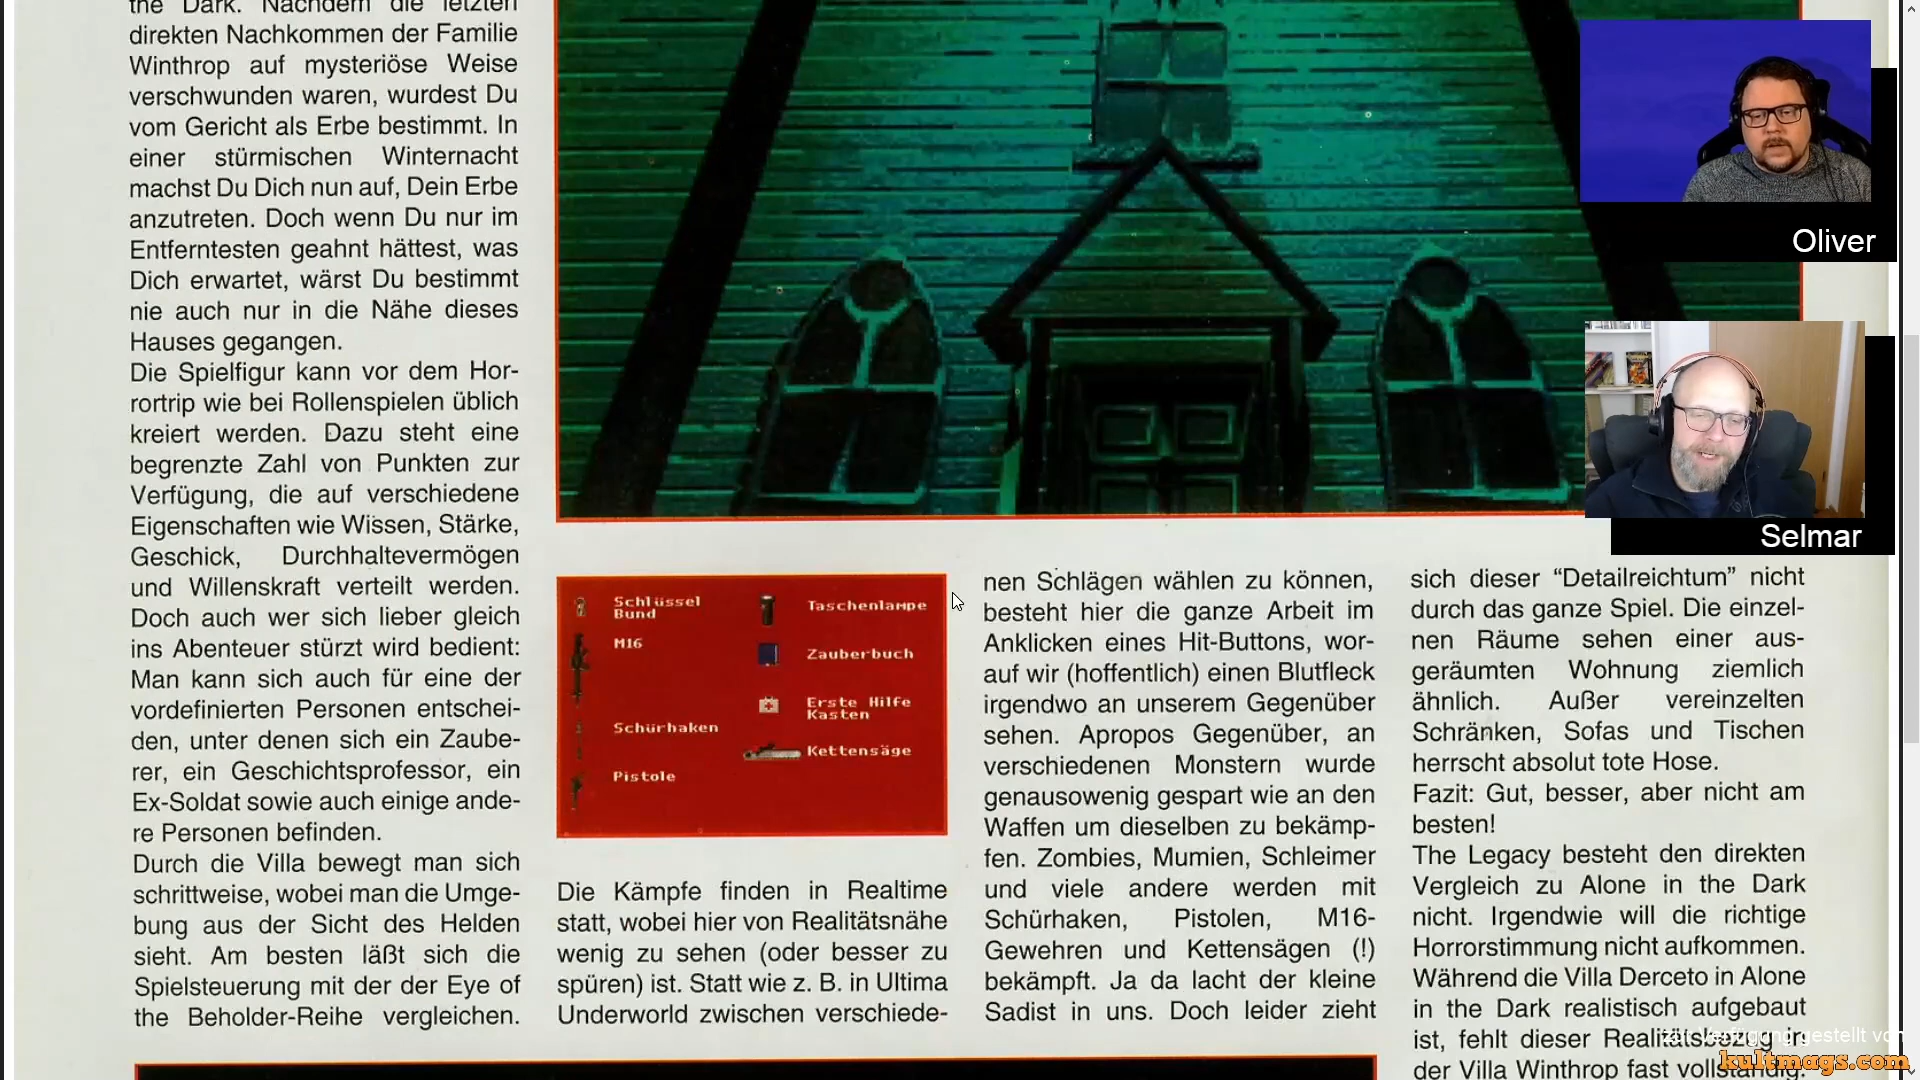 the Dark. Nachdem die letzten
direkten Nachkommen der Familie
Winthrop auf mysteriöse Weise
verschwunden waren, wurdest Du
vom Gericht als Erbe bestimmt. In
einer stürmischen Winternacht
machst Du Dich nun auf, Dein Erbe
anzutreten. Doch wenn Du nur im
Entferntesten geahnt hättest, was
Dich erwartet, wärst Du bestimmt
nie auch nur in die Nähe dieses
Hauses gegangen.
Die Spielfigur kann vor dem Hor-
rortrip wie bei Rollenspielen üblich
kreiert werden. Dazu steht eine
begrenzte Zahl von Punkten zur
Verfügung, die auf verschiedene
Eigenschaften wie Wissen, Stärke,
Geschick, Durchhaltevermögen
und Willenskraft verteilt werden.
Doch auch wer sich lieber gleich
ins Abenteuer stürzt wird bedient:
Man kann sich auch für eine der
vordefinierten Personen entschei-
den, unter denen sich ein Zaube-
rer, ein Geschichtsprofessor, ein
Ex-Soldat sowie auch einige ande-
re Personen befinden.
Durch die Villa bewegt man sich
schrittweise, wobei man die Umge-
bung aus der Sicht des Helden
sieht. Am besten läßt sich die
Spielsteuerung mit der der Eye of
the Beholder-Reihe vergleichen.
Schlüssel
Bund
M16
Schürhaken
Pistole
Taschenlampe
Zauberbuch
Erste Hilfe
Kasten
Kettensäge
Die Kämpfe finden in Realtime
statt, wobei hier von Realitätsnähe
wenig zu sehen (oder besser zu
spüren) ist. Statt wie z. B. in Ultima
Underworld zwischen verschiede-
nen Schlägen wählen zu können,
besteht hier die ganze Arbeit im
Anklicken eines Hit-Buttons, wor-
auf wir (hoffentlich) einen Blutfleck
irgendwo an unserem Gegenüber
sehen. Apropos Gegenüber, an
verschiedenen Monstern wurde
genausowenig gespart wie an den
Waffen um dieselben zu bekämp-
fen. Zombies, Mumien, Schleimer
und viele andere werden mit
Schürhaken, Pistolen, M16-
Gewehren und Kettensägen (!)
bekämpft. Ja da lacht der kleine
Sadist in uns. Doch leider zieht
sich dieser “Detailreichtum” nicht
durch das ganze Spiel. Die einzel-
nen Räume sehen einer aus-
geräumten Wohnung ziemlich
ähnlich. Außer vereinzelten
Schränken, Sofas und Tischen
herrscht absolut tote Hose.
Fazit: Gut, besser, aber nicht am
besten!
The Legacy besteht den direkten
Vergleich zu Alone in the Dark
nicht. Irgendwie will die richtige
Horrorstimmung nicht aufkommen.
Während die Villa Derceto in Alone
in the Dark realistisch aufgebaut
ist, fehlt dieser Realitätsbezug in
der Villa Winthrop fast vollständig.
Oliver
Selmar
zur Verfügung gestellt von
kultmags.com